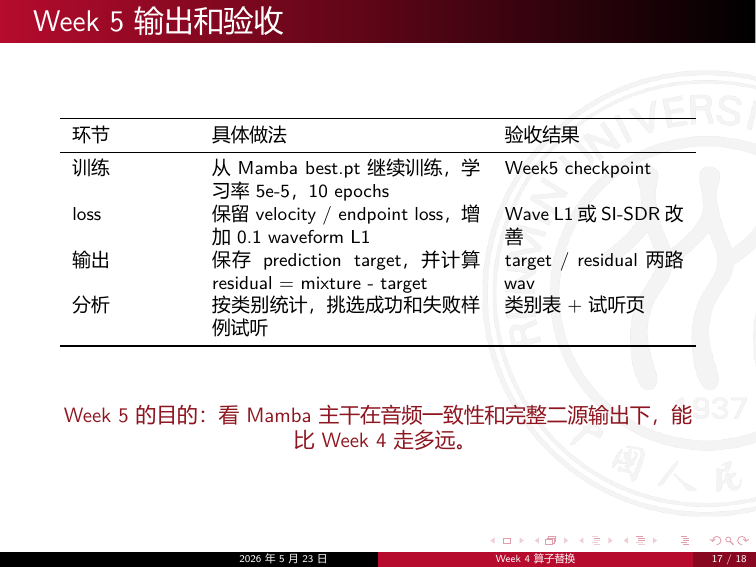 Week 5 输出和验收
环节 具体做法 验收结果
训练 从 Mamba best.pt 继续训练，学 Week5 checkpoint
习率 5e-5，10 epochs
loss 保留 velocity / endpoint loss，增 Wave L1 或 SI-SDR 改
加 0.1 waveform L1 善
输出 保存 prediction target，并计算 target / residual 两路
residual = mixture - target wav
分析 按类别统计，挑选成功和失败样 类别表 + 试听页
例试听
Week 5 的目的：看 Mamba 主干在音频一致性和完整二源输出下，能
比 Week 4 走多远。
UNIVERSI
1937
国人民
2026 年 5 月 23 日 Week 4 算子替换 17 / 18